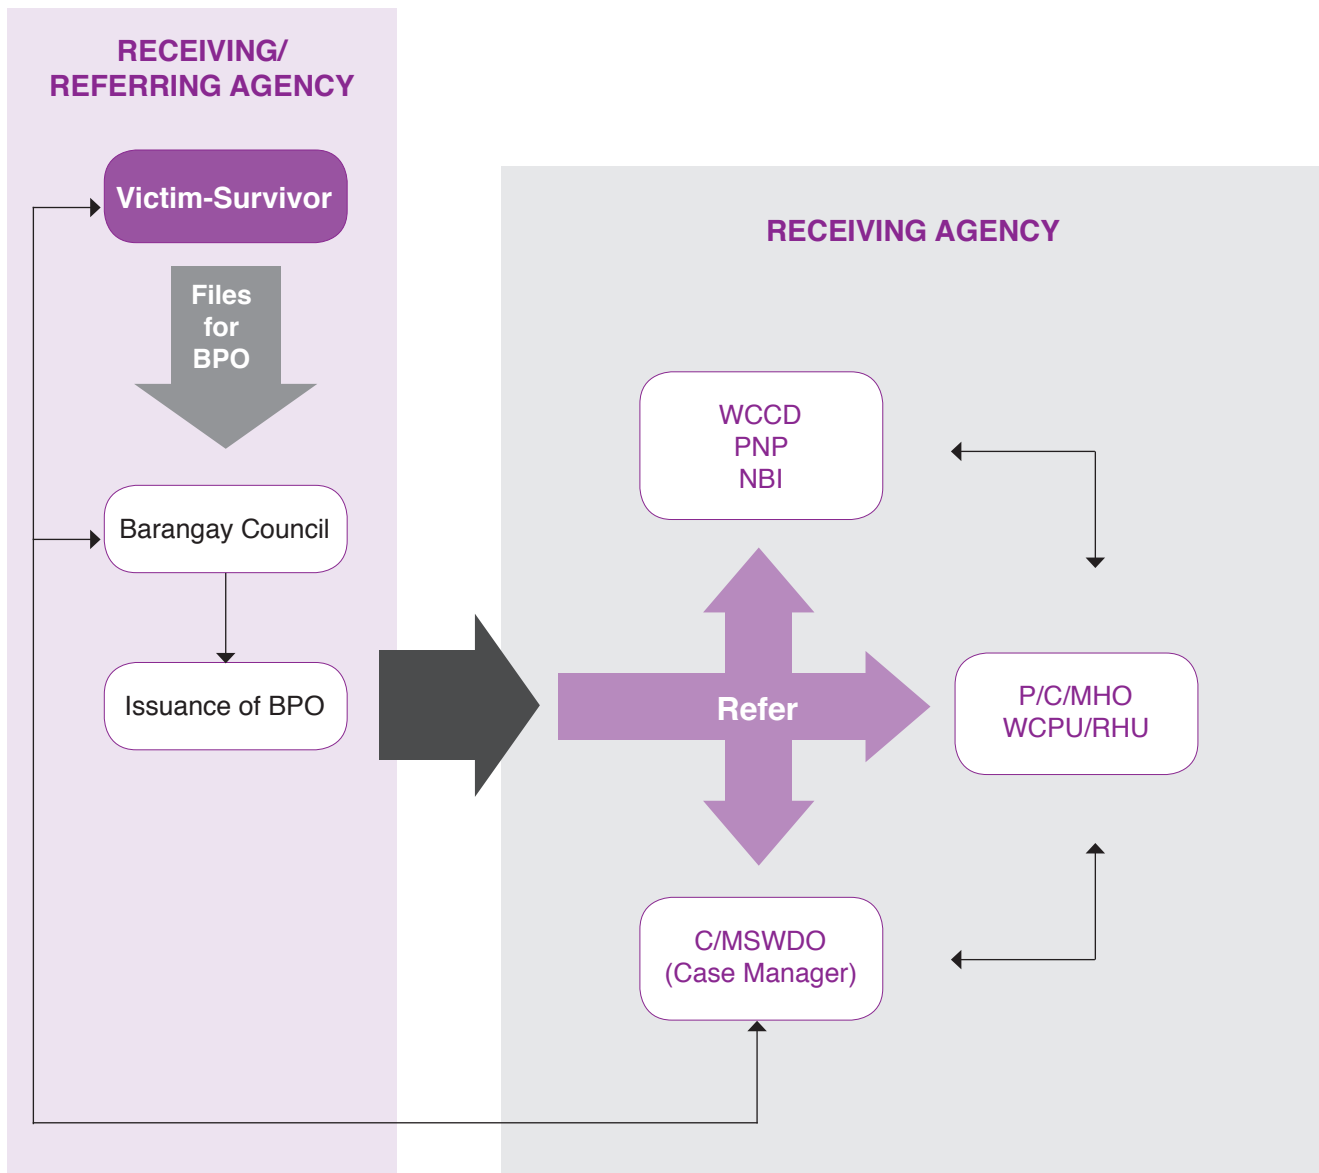 RECEIVING/
REFERRING AGENCY
Victim-Survivor
Files
for
BPO
Barangay Council
Issuance of BPO
RECEIVING AGENCY
WCCD
PNP
NBI
Refer
P/C/MHO
WCPU/RHU
C/MSWDO
(Case Manager)